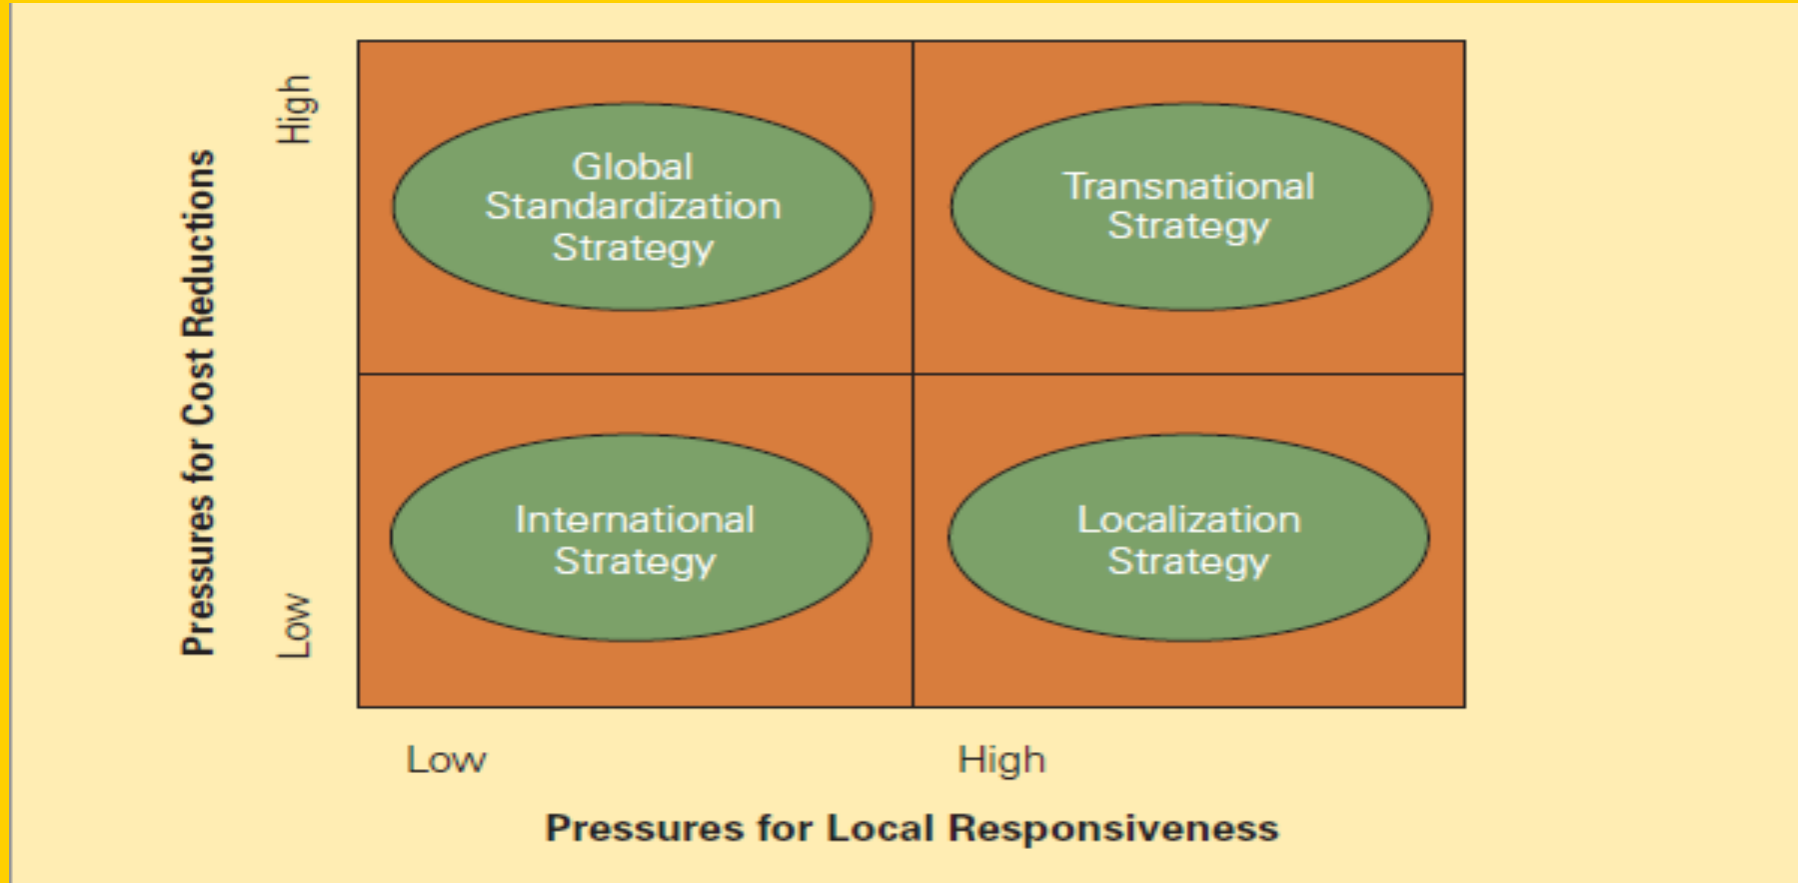 High
Global
Standardization
Strategy
Transnational
Strategy
Pressures for Cost Reductions
International
Strategy
Localization
Strategy
Low
Low
High
Pressures for Local Responsiveness